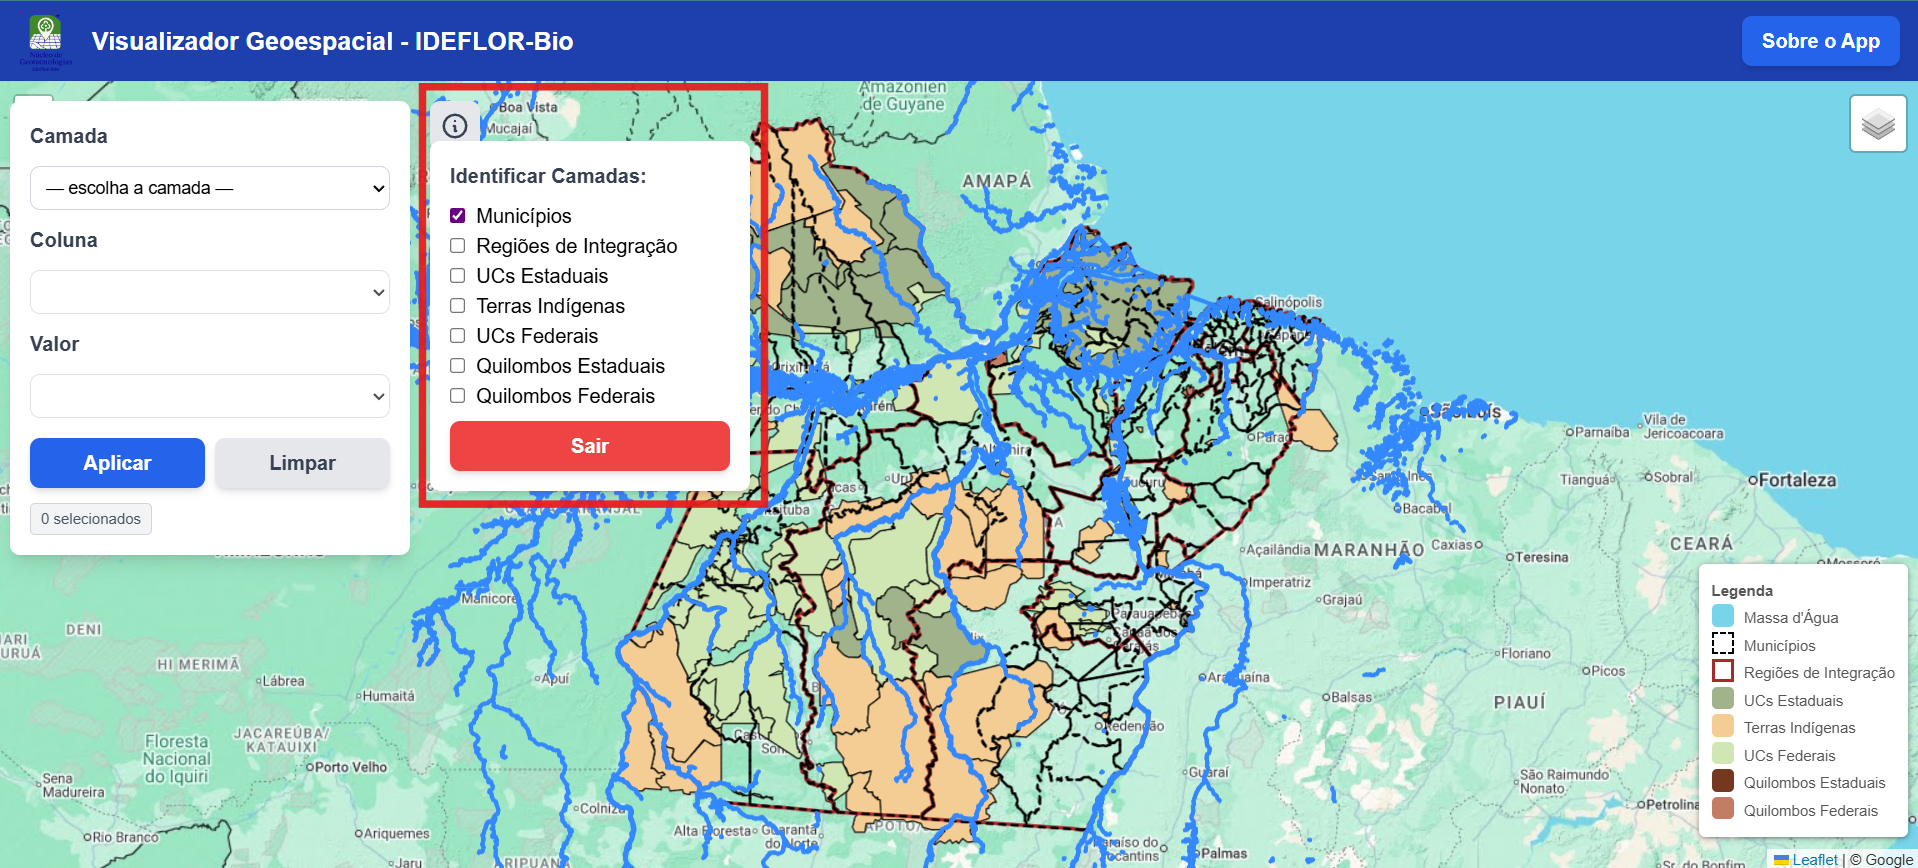 Núcleo de
Geotecnologias
Visualizador Geoespacial - IDEFLOR-Bio
Sobre o App
Camada
— escolha a camada —
Coluna
Valor
Aplicar
Limpar
0 selecionados
Identificar Camadas:
Municípios
Regiões de Integração
UCs Estaduais
Terras Indígenas
UCs Federais
Quilombos Estaduais
Quilombos Federais
Sair
Boa Vista
Mucajaí
Amazonien
de Guyane
AMAPÁ
Salinópolis
São Luís
Parnaíba
Vila de
Jericoacoara
Tianguá
Sobral
Fortaleza
Bacabal
Açailândia
MARANHÃO
Caxias
Teresina
CEARÁ
Mossoró
Imperatriz
Grajaú
Manicoré
DENI
HI MERIMÃ
Lábrea
Humaitá
Apuí
Floriano
Picos
Balsas
PIAUÍ
Redenção
JACAREÚBA/
KATAUIXI
Floresta
Nacional
do Iquiri
Porto Velho
Sena
Madureira
Guaraí
São Raimundo
Nonato
Petrolina
Colniza
Rio Branco
Ariquemes
Jaru
ARIPUANÃ
Alta Floresta
Guarantã
do Norte
Palmas
Legenda
Massa d'Água
Municípios
Regiões de Integração
UCs Estaduais
Terras Indígenas
UCs Federais
Quilombos Estaduais
Quilombos Federais
Leaflet | © Google